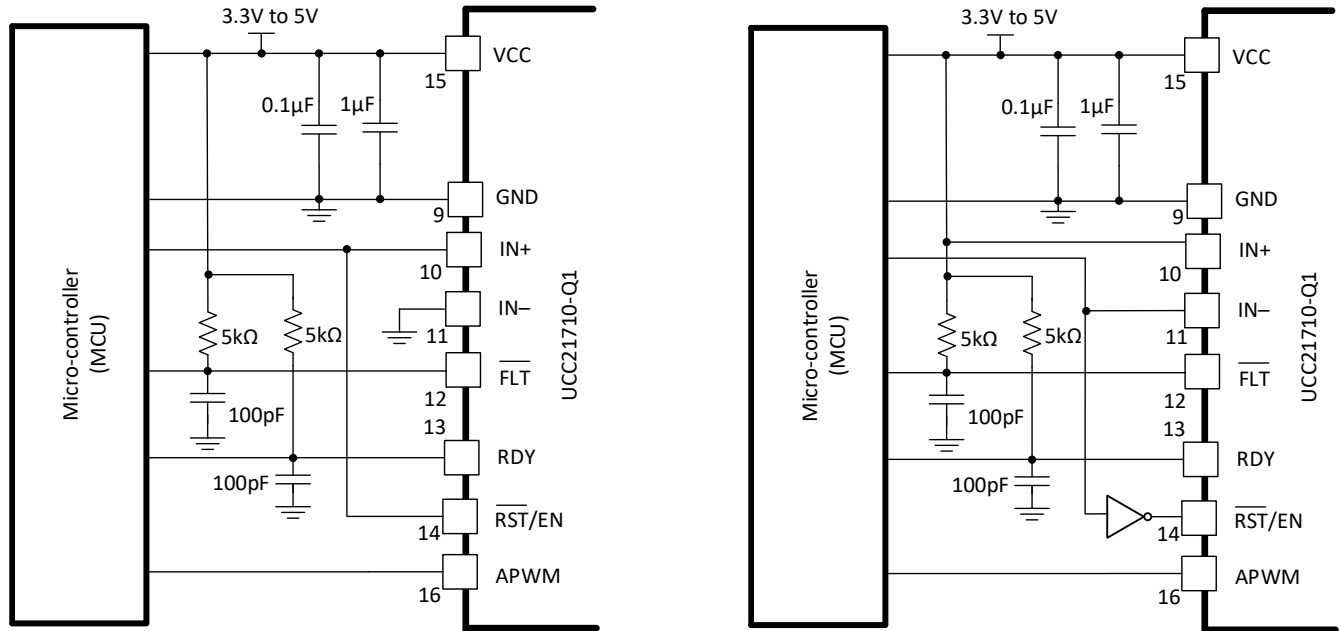 3.3V to 5V
VCC
15
0.1µF
1µF
GND
9
IN+
10
IN−
11
5kΩ
5kΩ
FLT
12
100pF
13
RDY
100pF
RST/EN
14
APWM
16
Micro-controller
(MCU)
UCC21710-Q1
3.3V to 5V
VCC
15
0.1µF
1µF
GND
9
IN+
10
IN−
11
5kΩ
5kΩ
FLT
12
100pF
13
RDY
100pF
RST/EN
14
APWM
16
Micro-controller
(MCU)
UCC21710-Q1